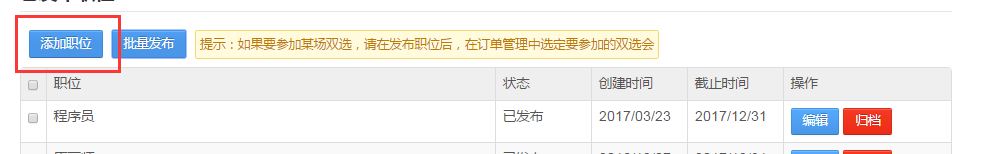 添加职位 批量发布 提示：如果要参加某场双选，请在发布职位后，在订单管理中选定要参加的双选会
职位 状态 创建时间 截止时间 操作
程序员 已发布 2017/03/23 2017/12/31 编辑 归档